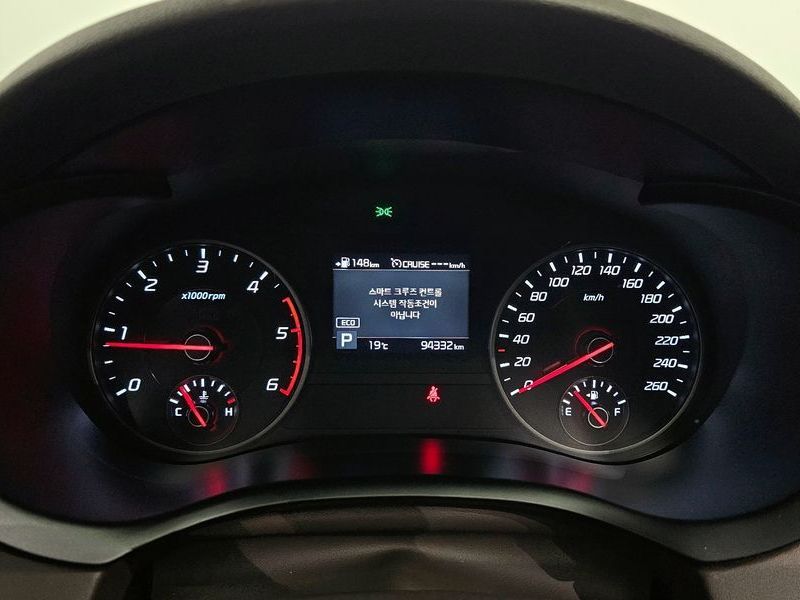 148km CRUISE ---km/h
스마트 크루즈 컨트롤
시스템 작동조건이
아닙니다
ECO
P 19℃ 94332km
x1000rpm
0 1 2 3 4 5 6
C H
km/h
0 20 40 60 80 100 120 140 160 180 200 220 240 260
E F